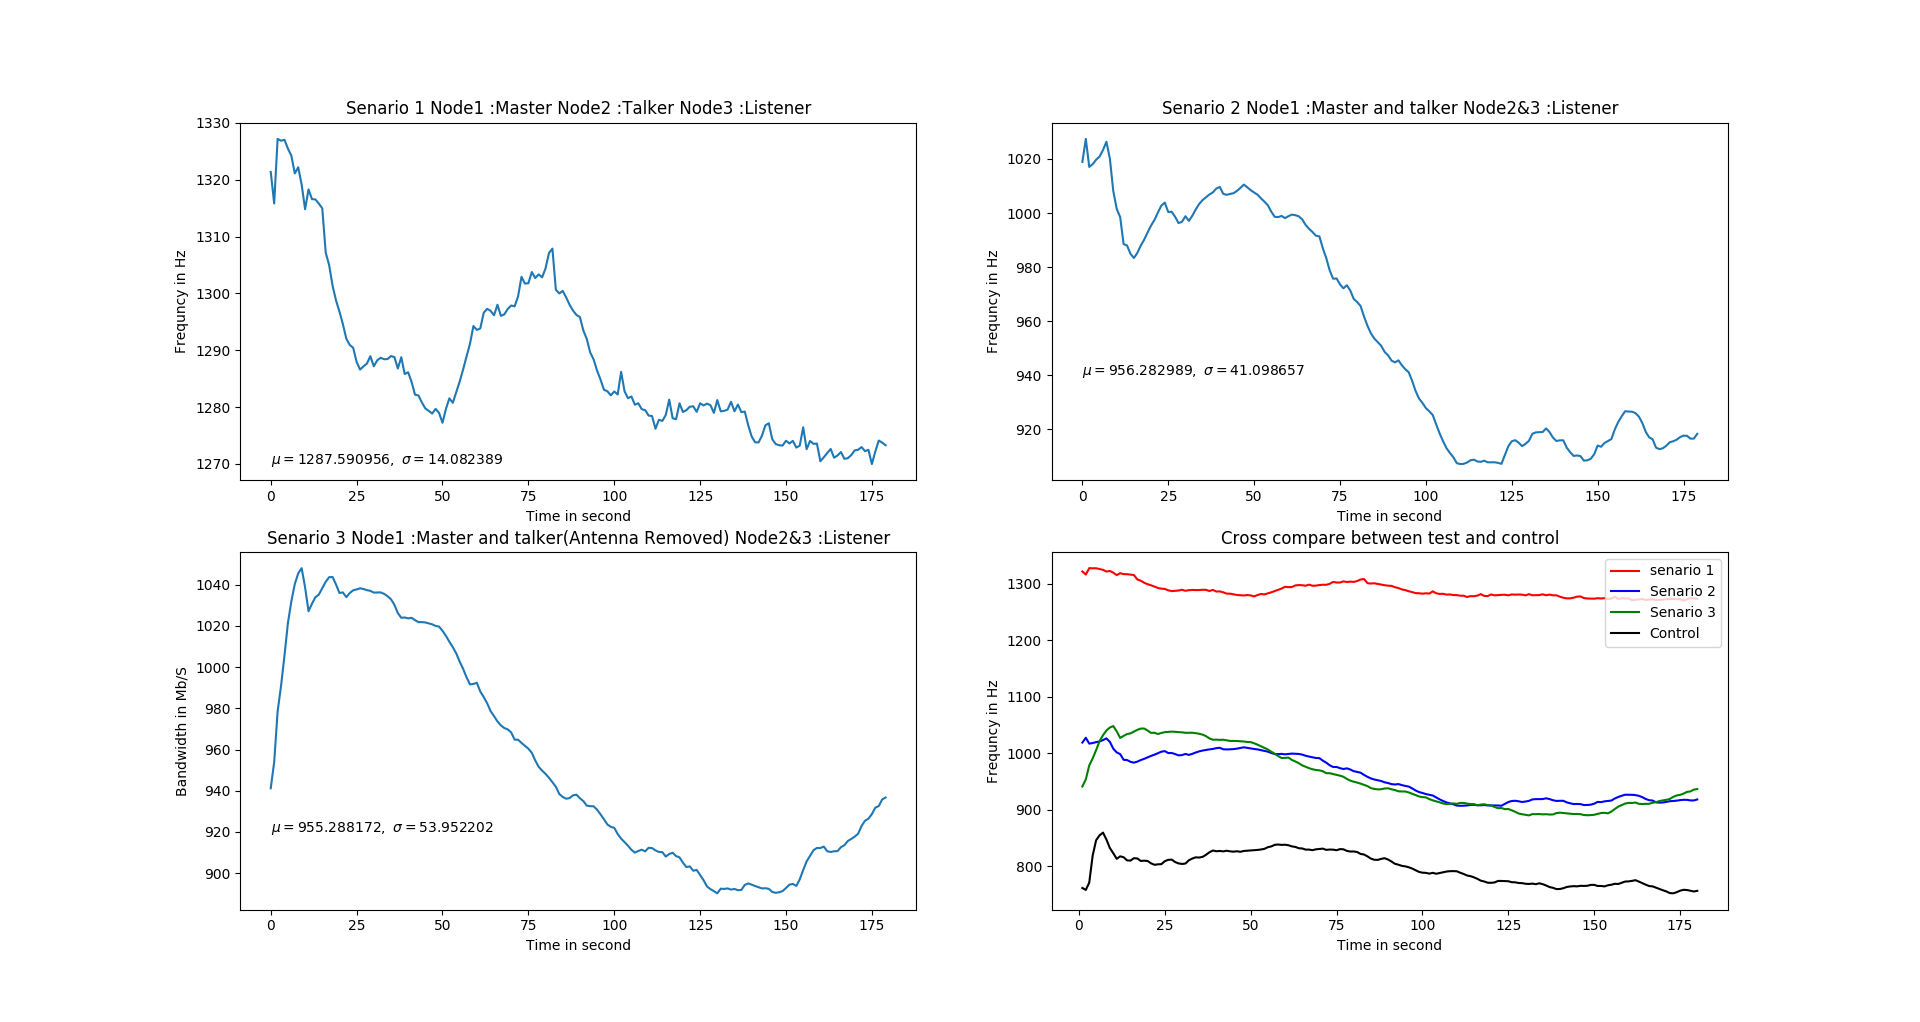 Senario 1 Node1 :Master Node2 :Talker Node3 :Listener
1330
1320
1310
1300
1290
1280
1270
Frequncy in Hz
μ = 1287.590956, σ = 14.082389
0 25 50 75 100 125 150 175
Time in second
Senario 2 Node1 :Master and talker Node2&3 :Listener
1020
1000
980
960
940
920
Frequncy in Hz
μ = 956.282989, σ = 41.098657
0 25 50 75 100 125 150 175
Time in second
Senario 3 Node1 :Master and talker(Antenna Removed) Node2&3 :Listener
1040
1020
1000
980
960
940
920
900
Bandwidth in Mb/S
μ = 955.288172, σ = 53.952202
0 25 50 75 100 125 150 175
Time in second
Cross compare between test and control
1300
1200
1100
1000
900
800
Frequncy in Hz
senario 1
Senario 2
Senario 3
Control
0 25 50 75 100 125 150 175
Time in second